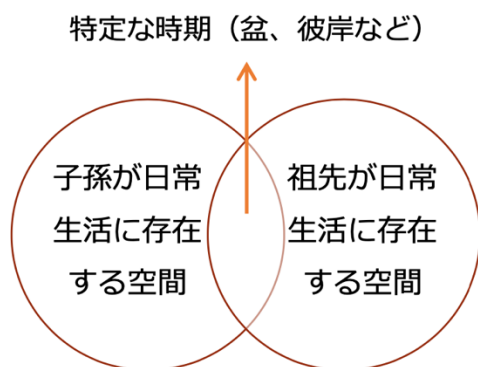 特定な時期（盆、彼岸など）
子孫が日常
生活に存在
する空間
祖先が日常
生活に存在
する空間